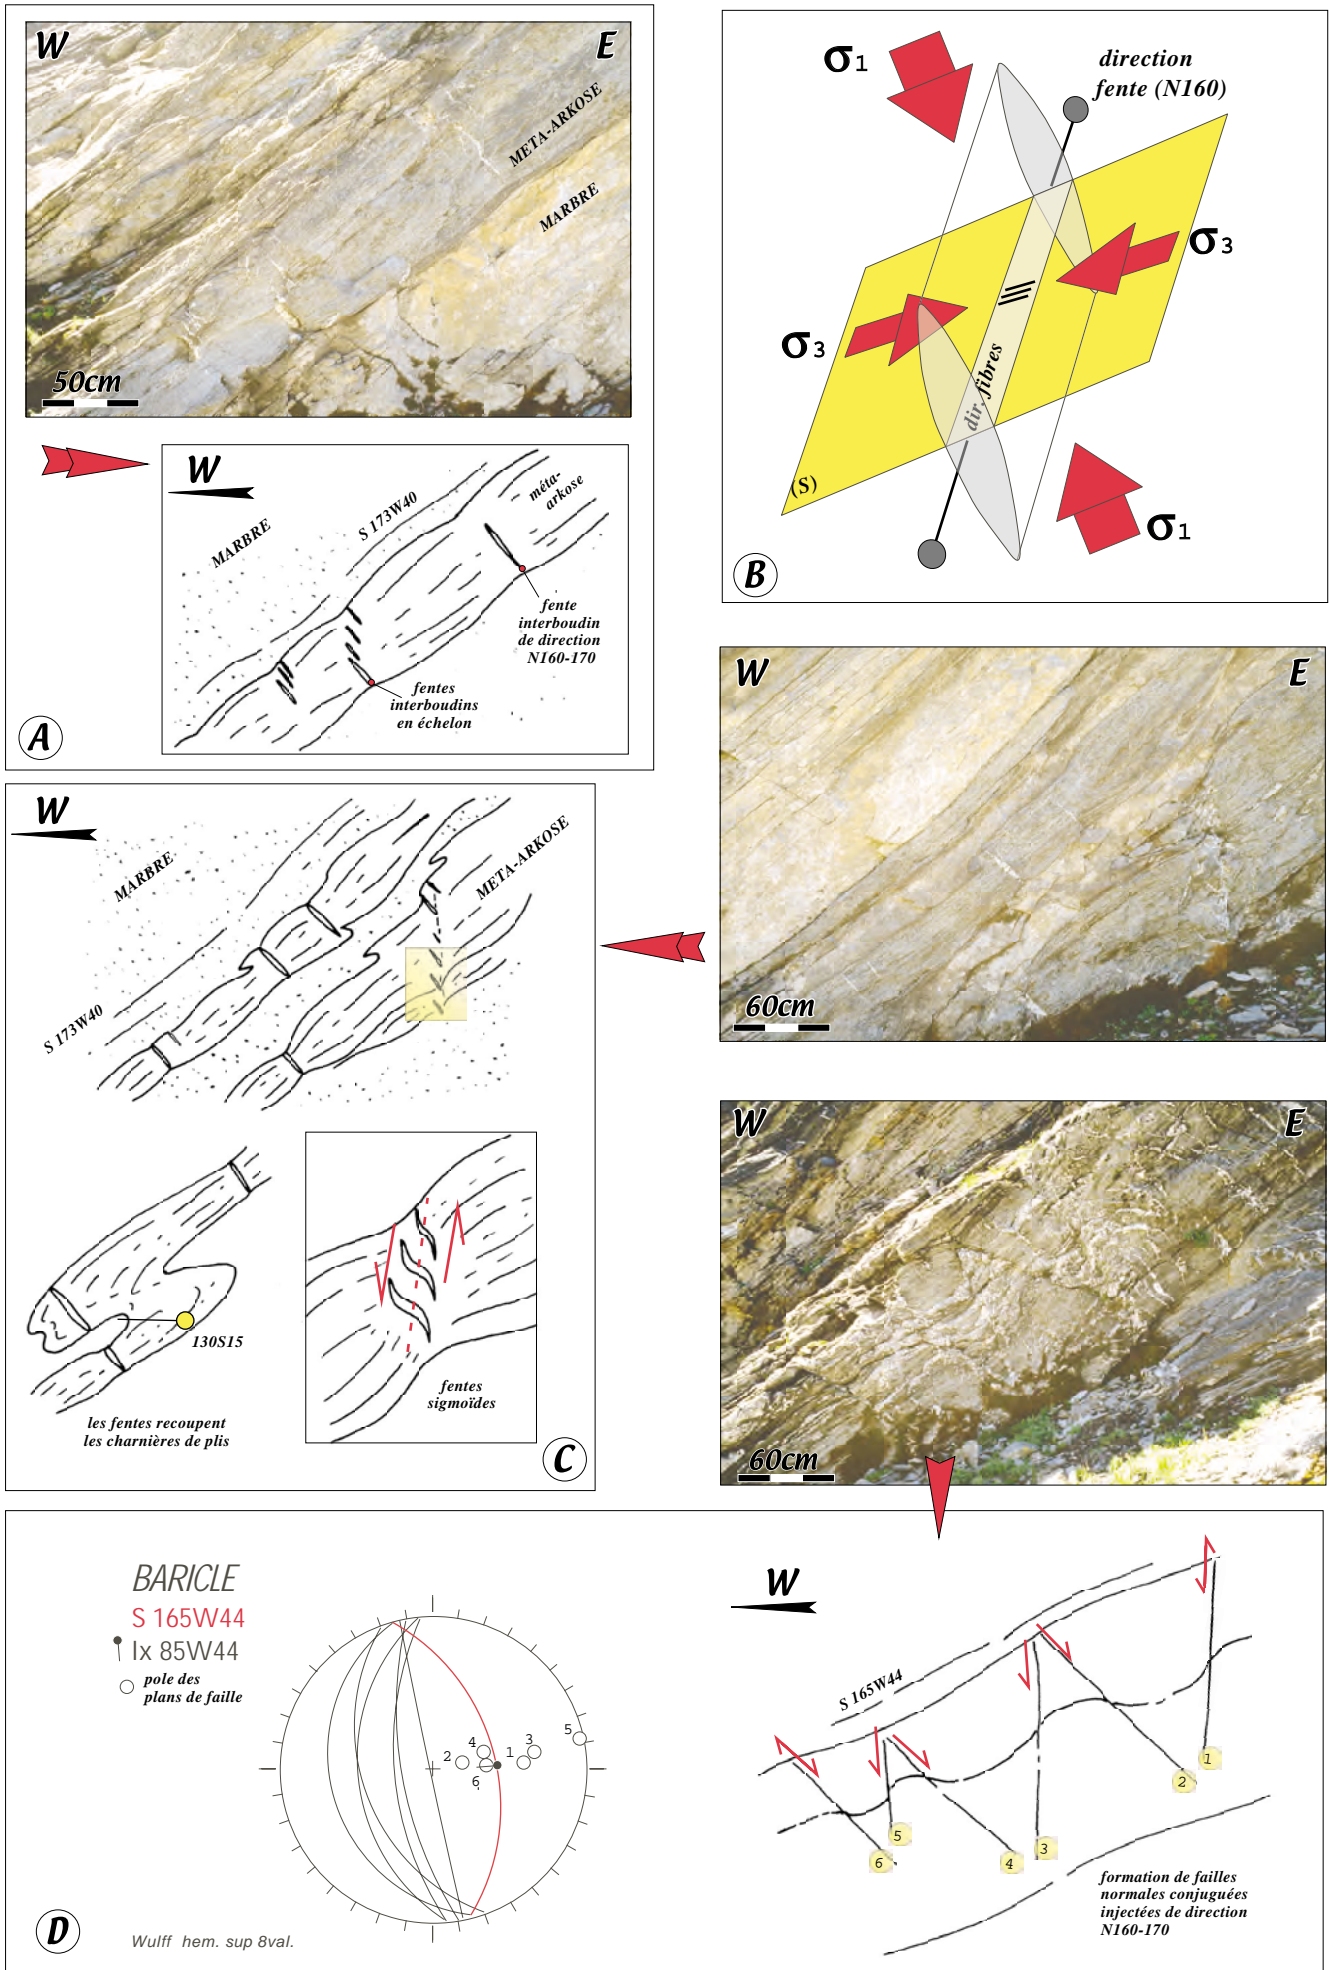 W
E
META-ARKOSE
MARBRE
50cm
W
MARBRE
S 173W40
méta-
arkose
fente
interboudin
de direction
N160-170
fentes
interboudins
en échelon
A
σ1
direction
fente (N160)
σ3
σ3
dir. fibres
(S)
σ1
B
W
E
60cm
W
MARBRE
META-ARKOSE
S 173W40
130S15
les fentes recoupent
les charnières de plis
fentes
sigmoïdes
C
W
E
60cm
BARICLE
S 165W44
Ix 85W44
pole des
plans de faille
2
4
6
1
3
5
Wulff hem. sup 8val.
D
W
S 165W44
1
2
3
4
5
6
formation de failles
normales conjuguées
injectées de direction
N160-170